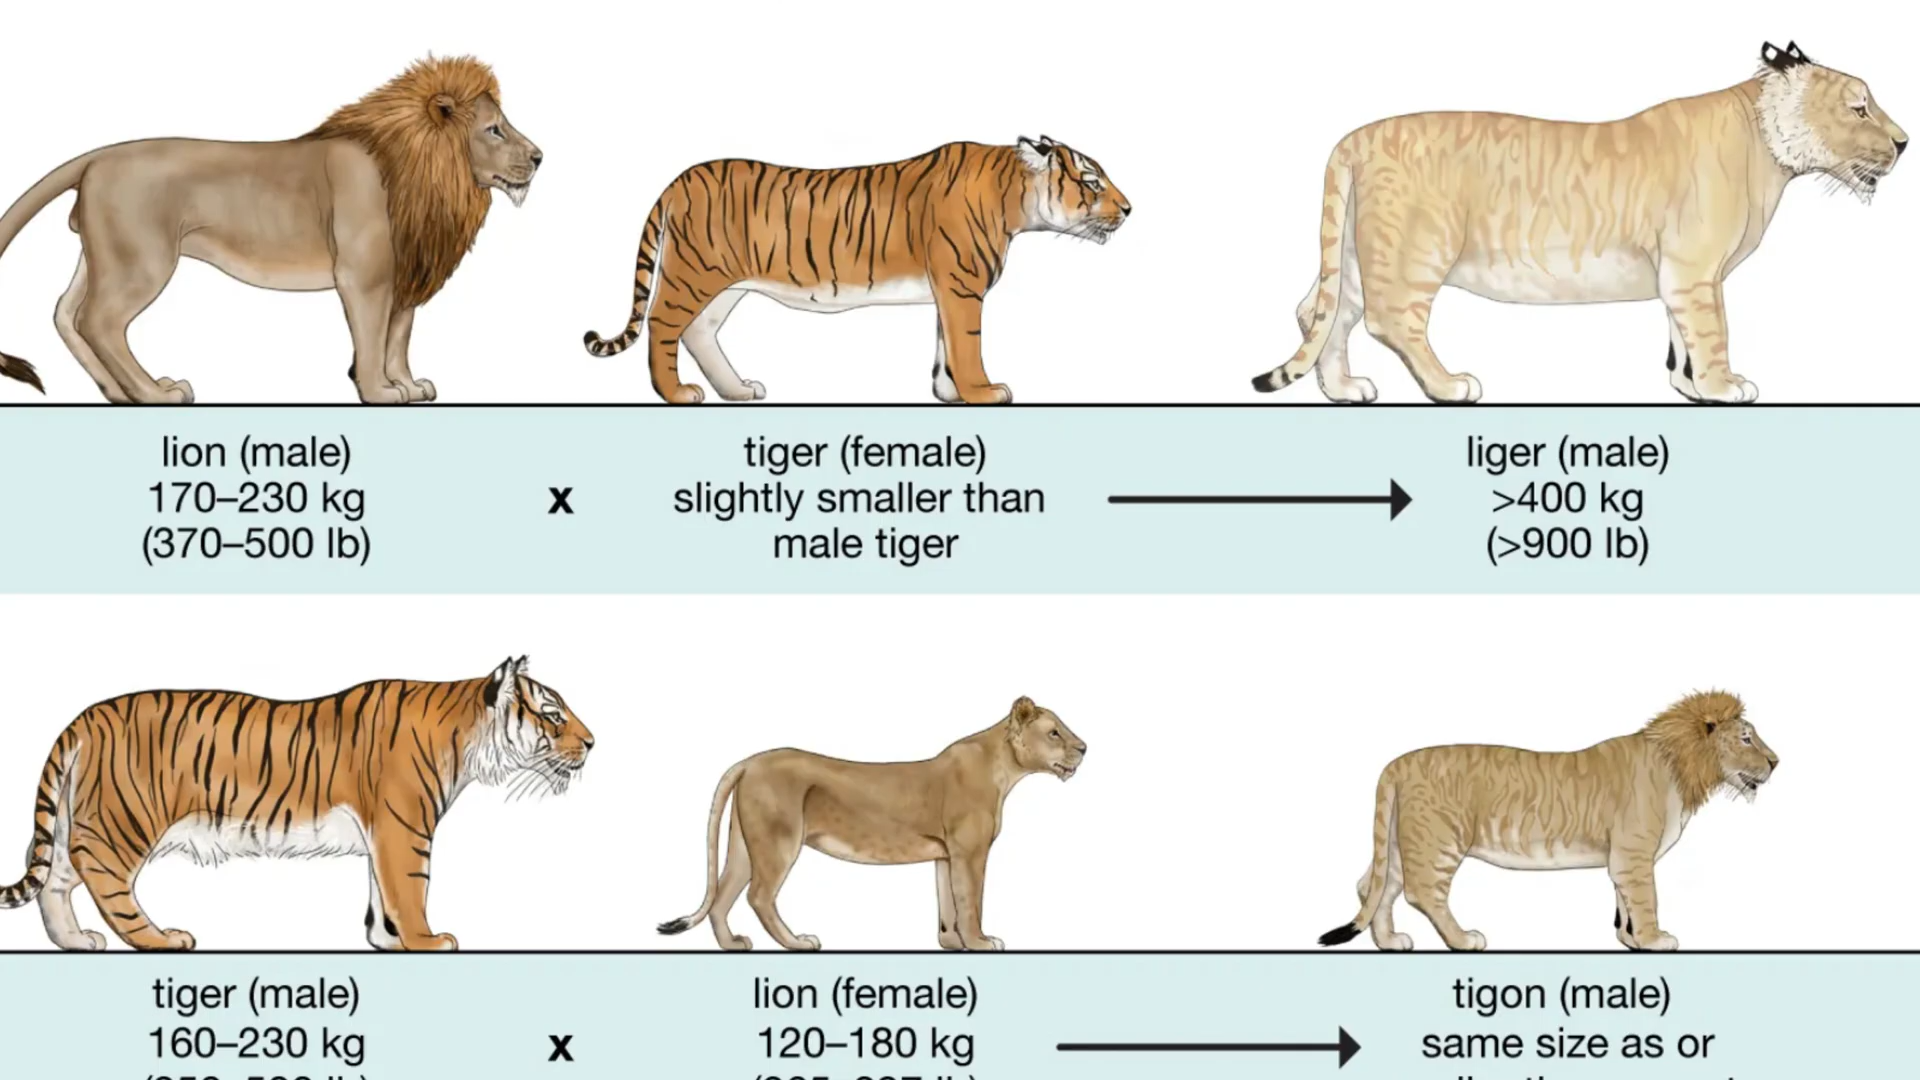 lion (male)
170–230 kg
(370–500 lb)
x
tiger (female)
slightly smaller than
male tiger
liger (male)
>400 kg
(>900 lb)
tiger (male)
160–230 kg
x
lion (female)
120–180 kg
tigon (male)
same size as or